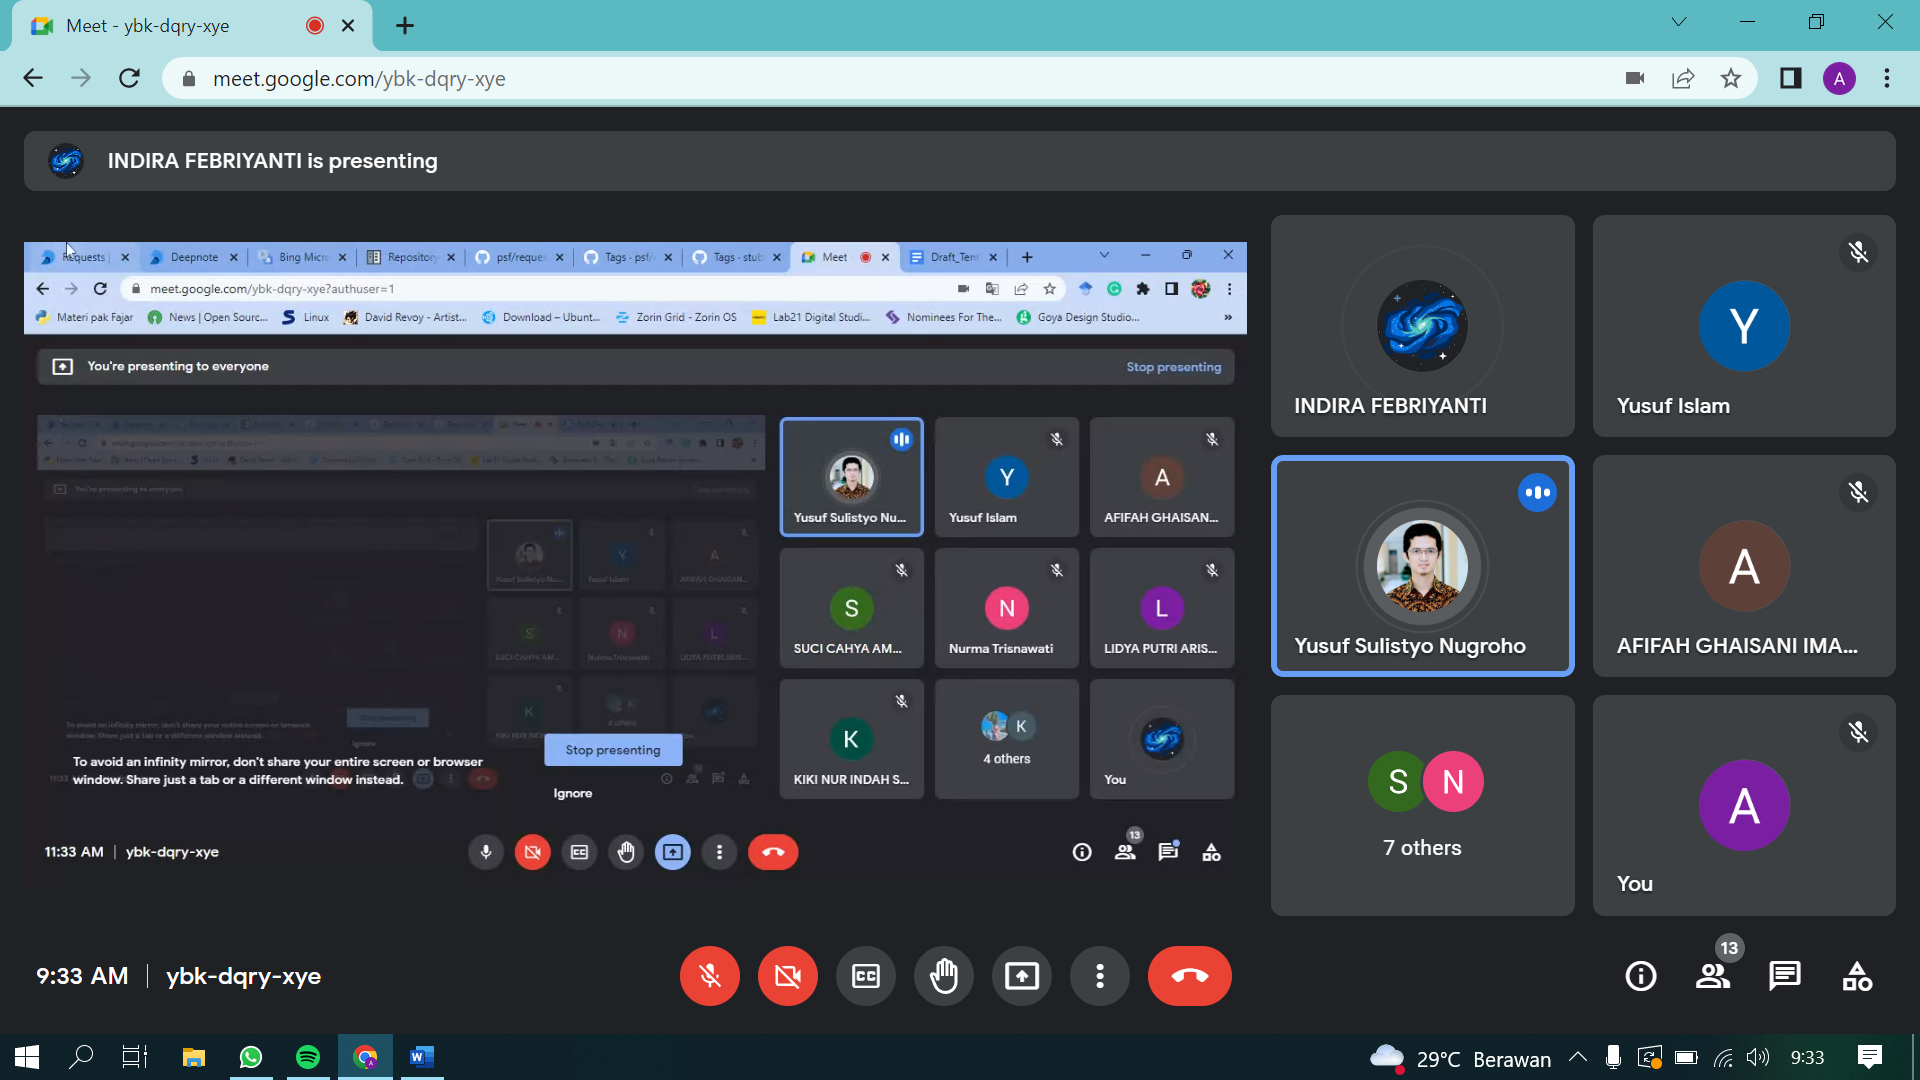 Meet - ybk-dqry-xye
meet.google.com/ybk-dqry-xye
A
INDIRA FEBRIYANTI is presenting
Requests
Deepnote
Bing Micr
Repository
psf/reques
Tags - psf/
Tags - stub
Meet
Draft_Tem
meet.google.com/ybk-dqry-xye?authuser=1
Materi pak Fajar
News | Open Sourc...
Linux
David Revoy - Artist...
Download – Ubunt...
Zorin Grid - Zorin OS
Lab21 Digital Studi...
Nominees For The...
Goya Design Studio...
»
You're presenting to everyone
Stop presenting
Yusuf Sulistyo Nu...
Y
Yusuf Islam
A
AFIFAH GHAISAN...
S
SUCI CAHYA AM...
N
Nurma Trisnawati
L
LIDYA PUTRI ARIS...
K
KIKI NUR INDAH S...
K
4 others
You
To avoid an infinity mirror, don't share your entire screen or browser
window. Share just a tab or a different window instead.
Stop presenting
Ignore
11:33 AM | ybk-dqry-xye
13
INDIRA FEBRIYANTI
Y
Yusuf Islam
Yusuf Sulistyo Nugroho
A
AFIFAH GHAISANI IMA...
S N
7 others
A
You
9:33 AM | ybk-dqry-xye
CC
13
29°C Berawan
9:33